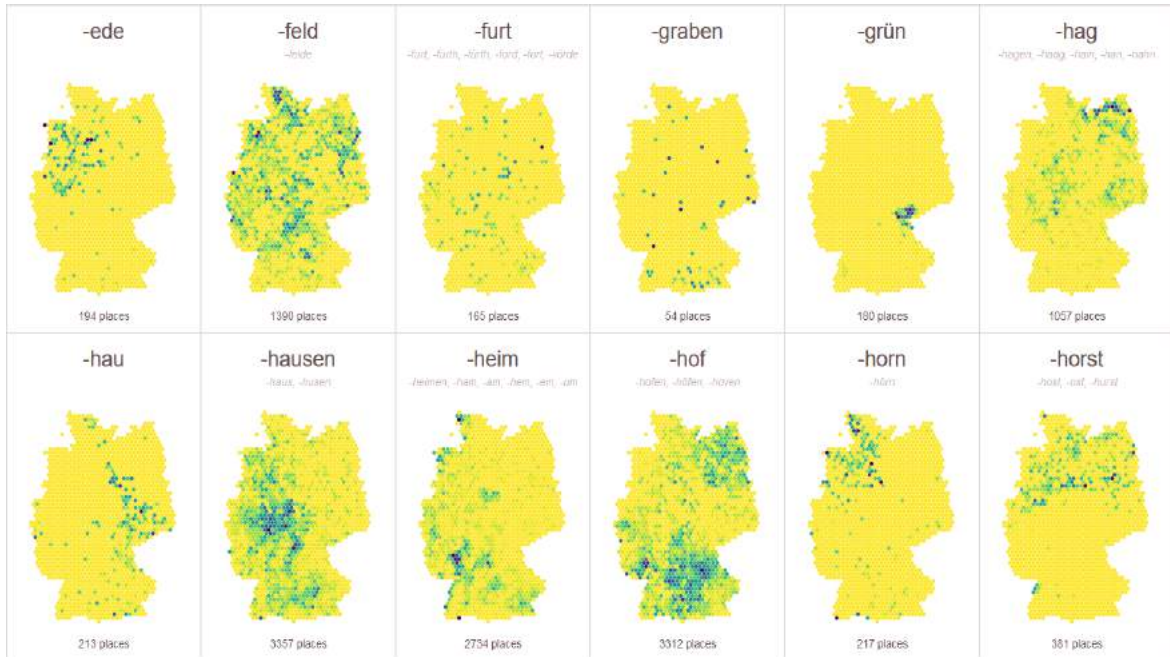 -ede
-feld
-felde
-furt
-furt, -furth, -fürth, -ford, -fort, -förde
-graben
-grün
-hag
-hagen, -haag, -hain, -han, -hahn
194 places
1390 places
165 places
54 places
180 places
1057 places
-hau
-hausen
-haus, -husen
-heim
-heimen, -ham, -am, -hem, -em, -um
-hof
-hofen, -höfen, -hoven
-horn
-hörn
-horst
-host, -ost, -hurst
213 places
3357 places
2734 places
3312 places
217 places
381 places